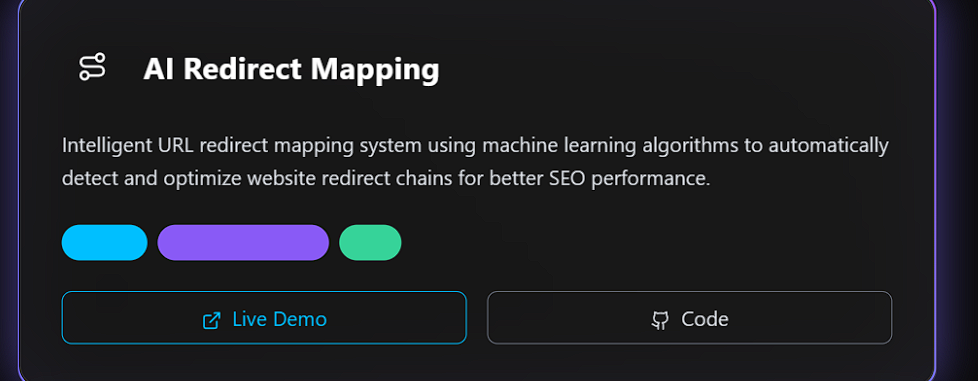 AI Redirect Mapping
Intelligent URL redirect mapping system using machine learning algorithms to automatically
detect and optimize website redirect chains for better SEO performance.
Live Demo
Code